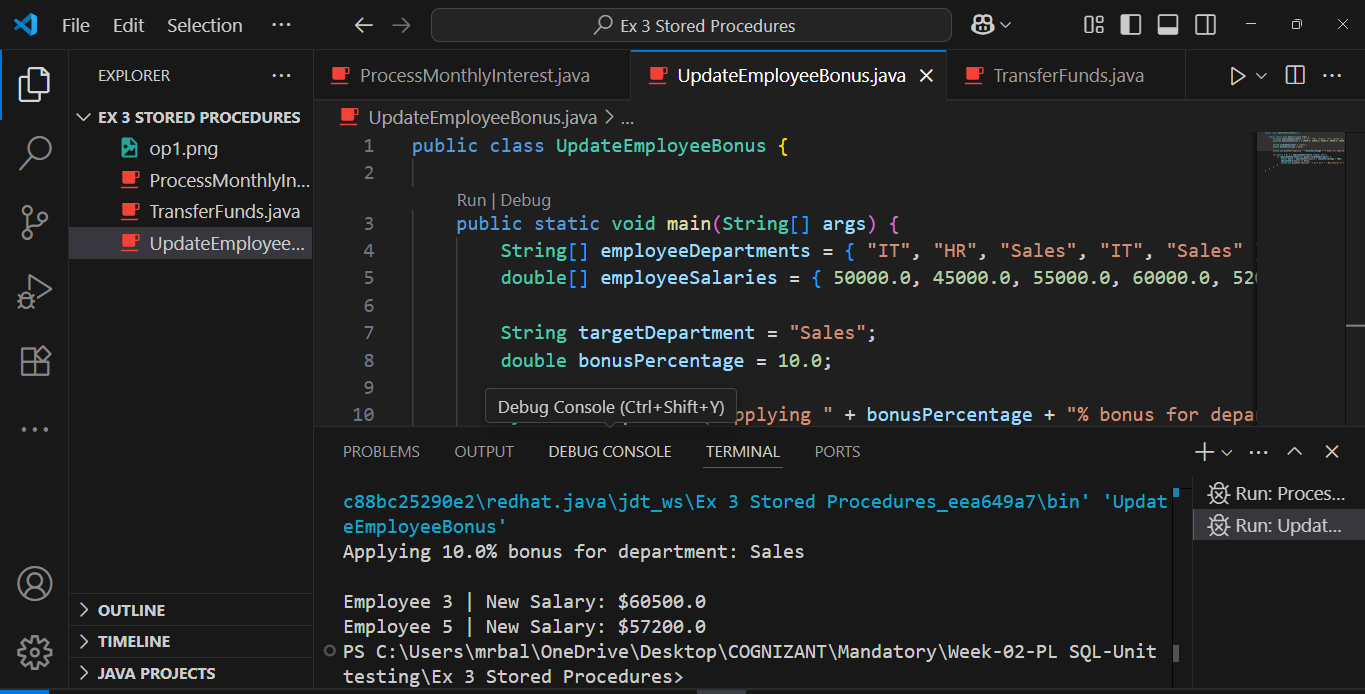 File Edit Selection ...
Ex 3 Stored Procedures
EXPLORER ...
EX 3 STORED PROCEDURES
op1.png
ProcessMonthlyIn...
TransferFunds.java
UpdateEmployee...
OUTLINE
TIMELINE
JAVA PROJECTS
ProcessMonthlyInterest.java UpdateEmployeeBonus.java TransferFunds.java
UpdateEmployeeBonus.java > ...
1 public class UpdateEmployeeBonus {
2
Run | Debug
3 public static void main(String[] args) {
4 String[] employeeDepartments = { "IT", "HR", "Sales", "IT", "Sales"
5 double[] employeeSalaries = { 50000.0, 45000.0, 55000.0, 60000.0, 520
6
7 String targetDepartment = "Sales";
8 double bonusPercentage = 10.0;
9
10 pplying " + bonusPercentage + "% bonus for depa
Debug Console (Ctrl+Shift+Y)
PROBLEMS OUTPUT DEBUG CONSOLE TERMINAL PORTS
c88bc25290e2\redhat.java\jdt_ws\Ex 3 Stored Procedures_eea649a7\bin' 'Updat
eEmployeeBonus'
Applying 10.0% bonus for department: Sales
Employee 3 | New Salary: $60500.0
Employee 5 | New Salary: $57200.0
PS C:\Users\mrbal\OneDrive\Desktop\COGNIZANT\Mandatory\Week-02-PL SQL-Unit
testing\Ex 3 Stored Procedures>
Run: Proces...
Run: Updat...